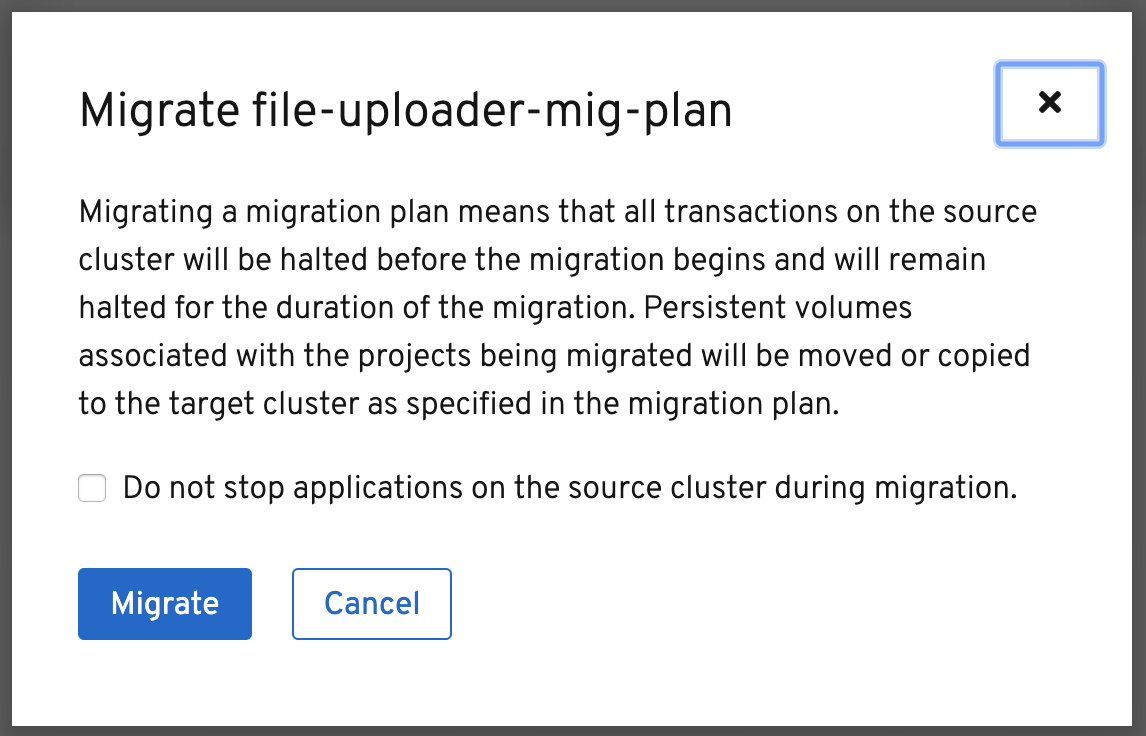 Migrate file-uploader-mig-plan
Migrating a migration plan means that all transactions on the source
cluster will be halted before the migration begins and will remain
halted for the duration of the migration. Persistent volumes
associated with the projects being migrated will be moved or copied
to the target cluster as specified in the migration plan.
Do not stop applications on the source cluster during migration.
Migrate Cancel